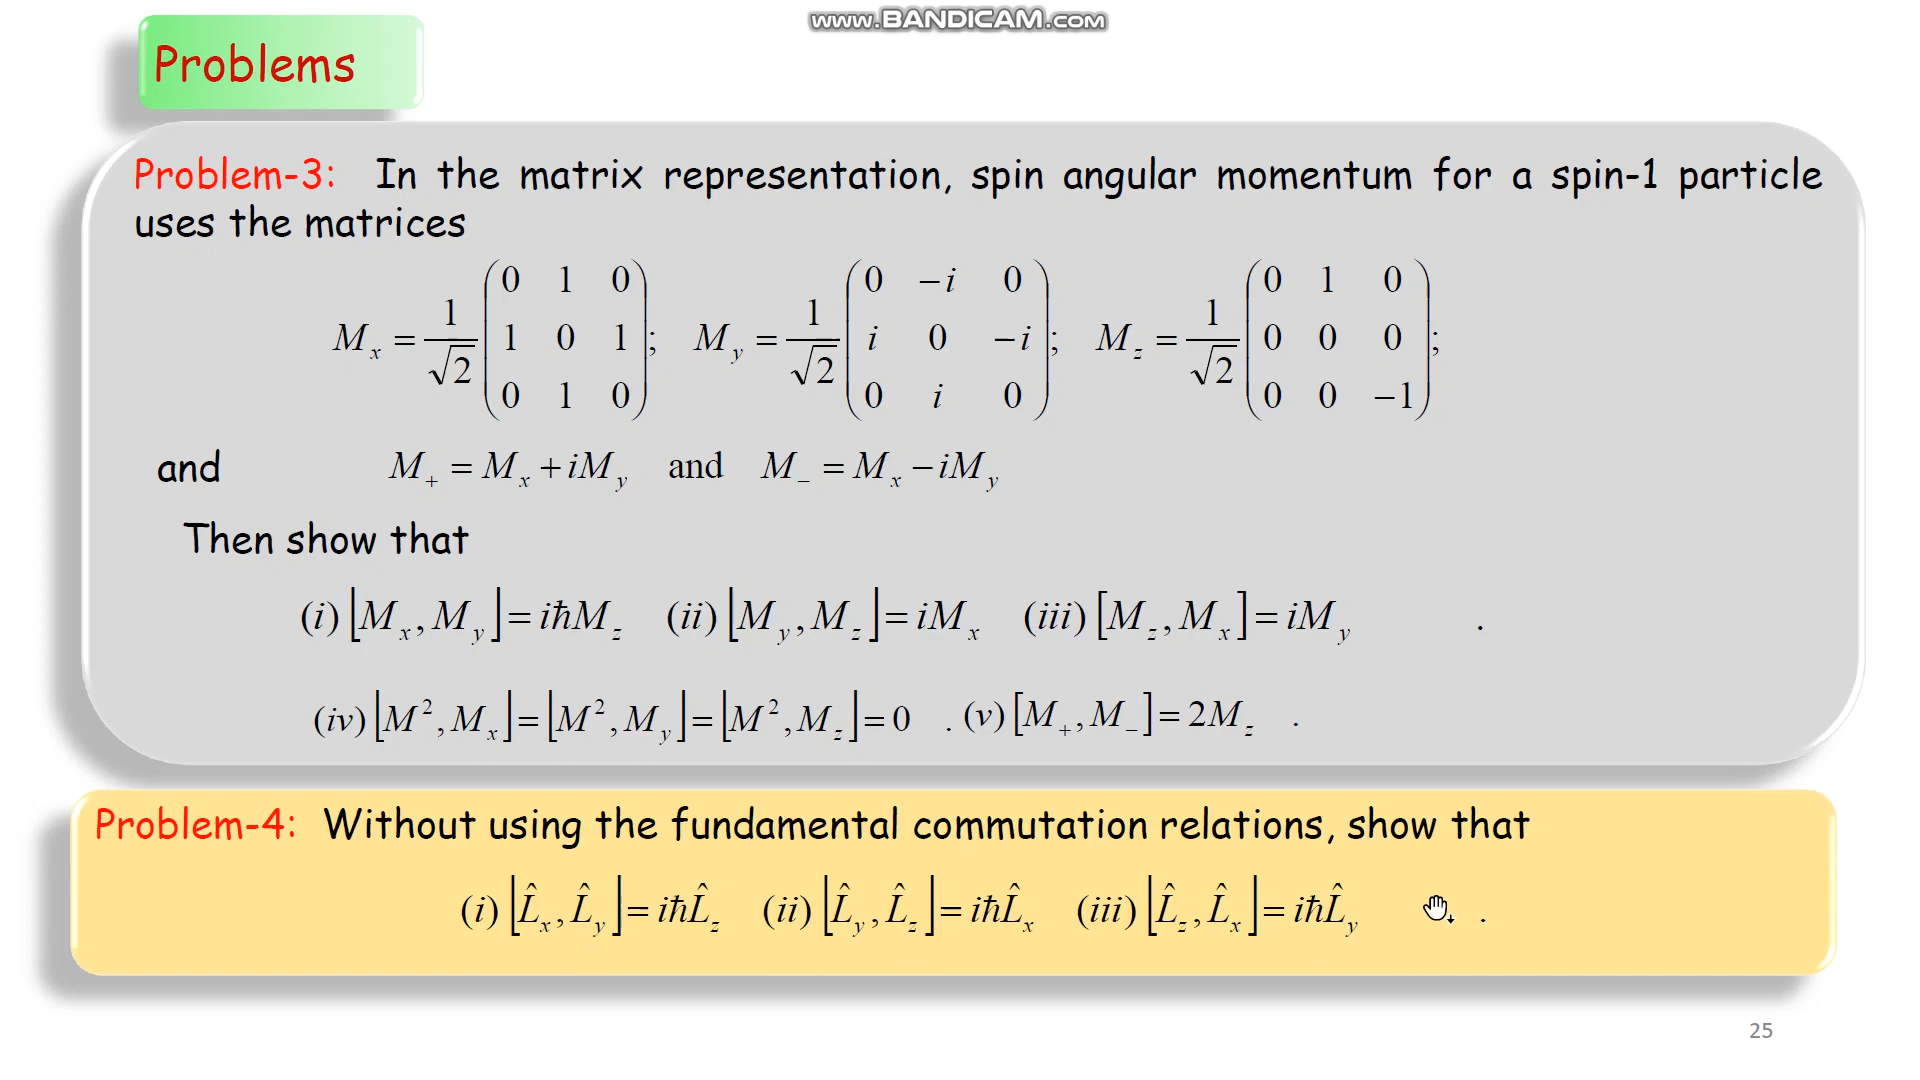 www.BANDICAM.com
Problems
Problem-3: In the matrix representation, spin angular momentum for a spin-1 particle
uses the matrices
M_x = 1/√2 (0 1 0; 1 0 1; 0 1 0); M_y = 1/√2 (0 −i 0; i 0 −i; 0 i 0); M_z = 1/√2 (0 1 0; 0 0 0; 0 0 −1);
and M_+ = M_x + iM_y and M_− = M_x − iM_y
Then show that
(i) ⌊M_x, M_y⌋ = iħM_z (ii) ⌊M_y, M_z⌋ = iM_x (iii) [M_z, M_x] = iM_y .
(iv) ⌊M², M_x⌋ = ⌊M², M_y⌋ = ⌊M², M_z⌋ = 0 . (v) [M_+, M_−] = 2M_z .
Problem-4: Without using the fundamental commutation relations, show that
(i) ⌊L̂_x, L̂_y⌋ = iħL̂_z (ii) ⌊L̂_y, L̂_z⌋ = iħL̂_x (iii) ⌊L̂_z, L̂_x⌋ = iħL̂_y .
25